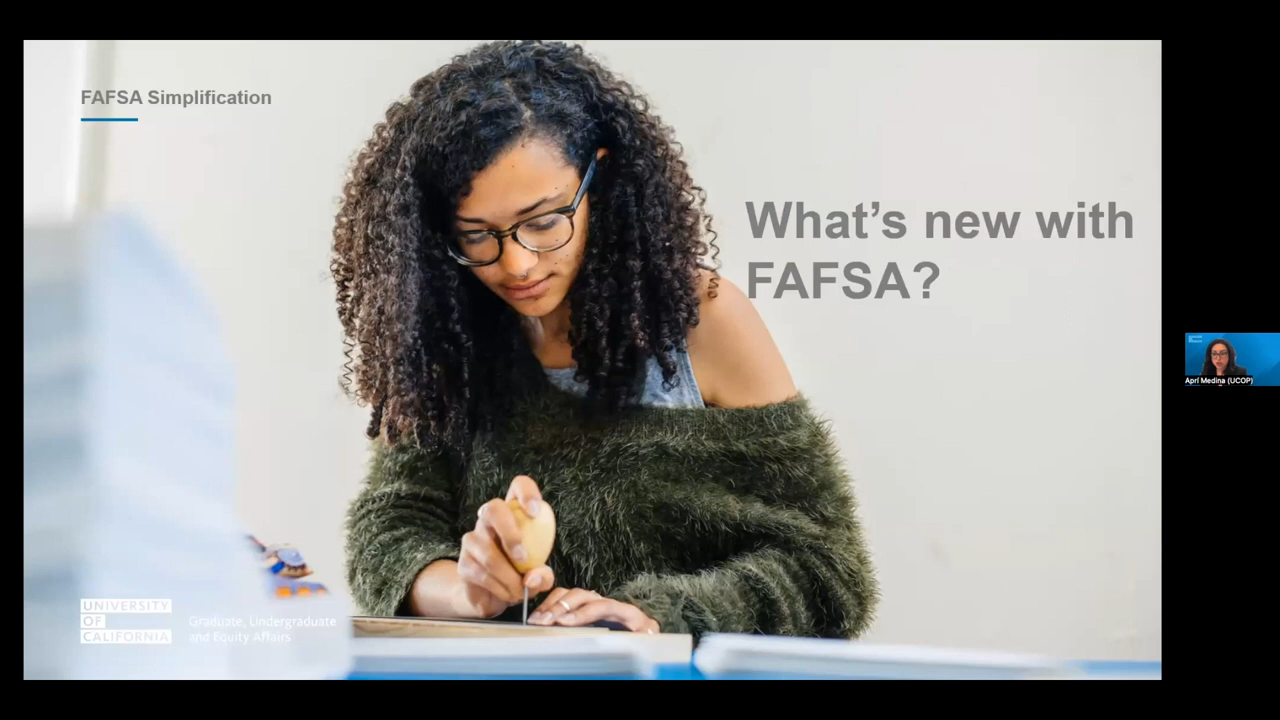 FAFSA Simplification
What’s new with
FAFSA?
Apri Medina (UCOP)
UNIVERSITY
OF
CALIFORNIA
Graduate, Undergraduate
and Equity Affairs